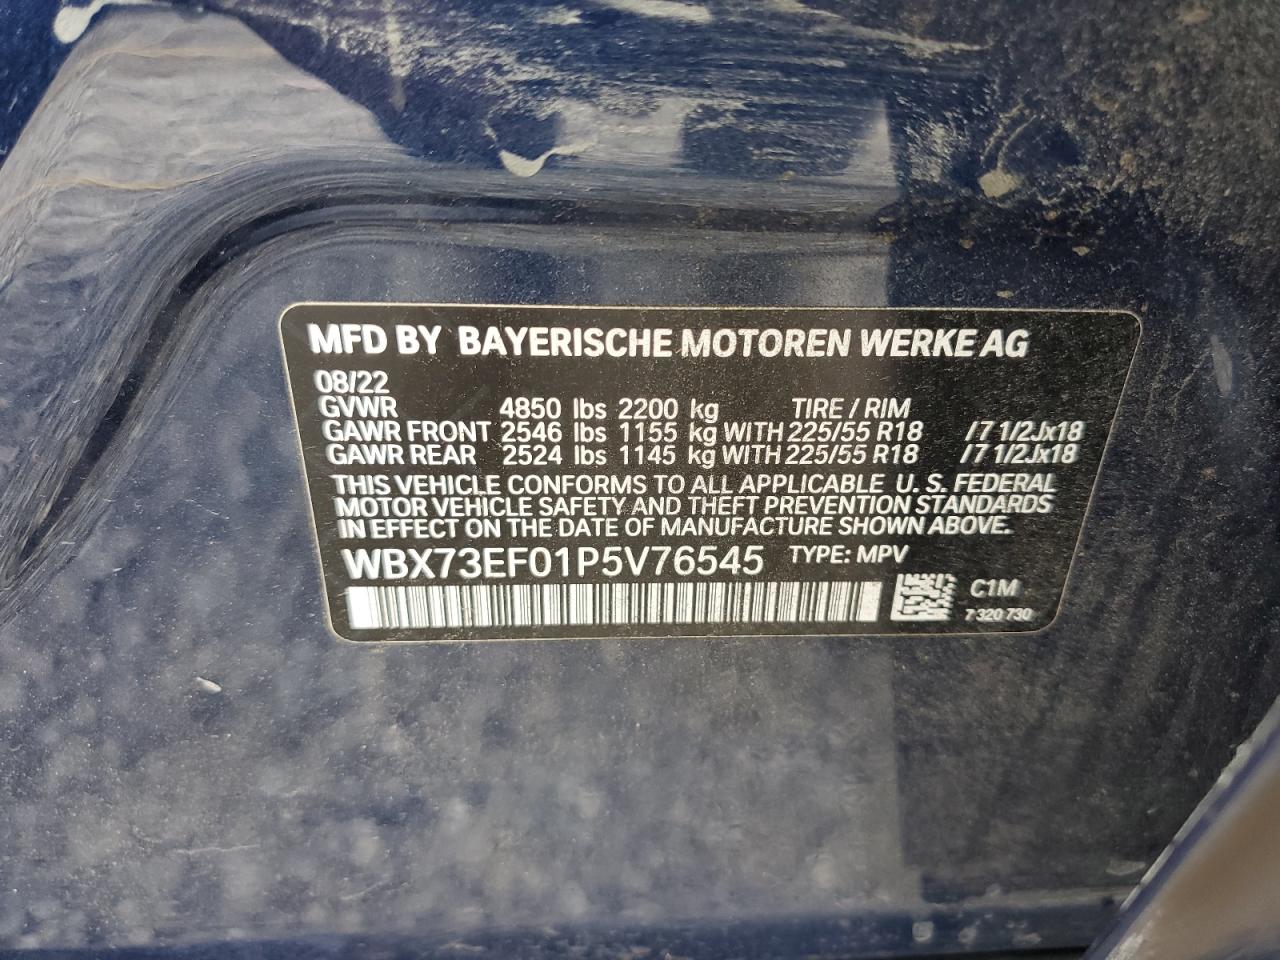 MFD BY BAYERISCHE MOTOREN WERKE AG
08/22
GVWR 4850 lbs 2200 kg TIRE / RIM
GAWR FRONT 2546 lbs 1155 kg WITH 225/55 R18 /7 1/2Jx18
GAWR REAR 2524 lbs 1145 kg WITH 225/55 R18 /7 1/2Jx18
THIS VEHICLE CONFORMS TO ALL APPLICABLE U. S. FEDERAL
MOTOR VEHICLE SAFETY AND THEFT PREVENTION STANDARDS
IN EFFECT ON THE DATE OF MANUFACTURE SHOWN ABOVE.
WBX73EF01P5V76545 TYPE: MPV
C1M
7 320 730